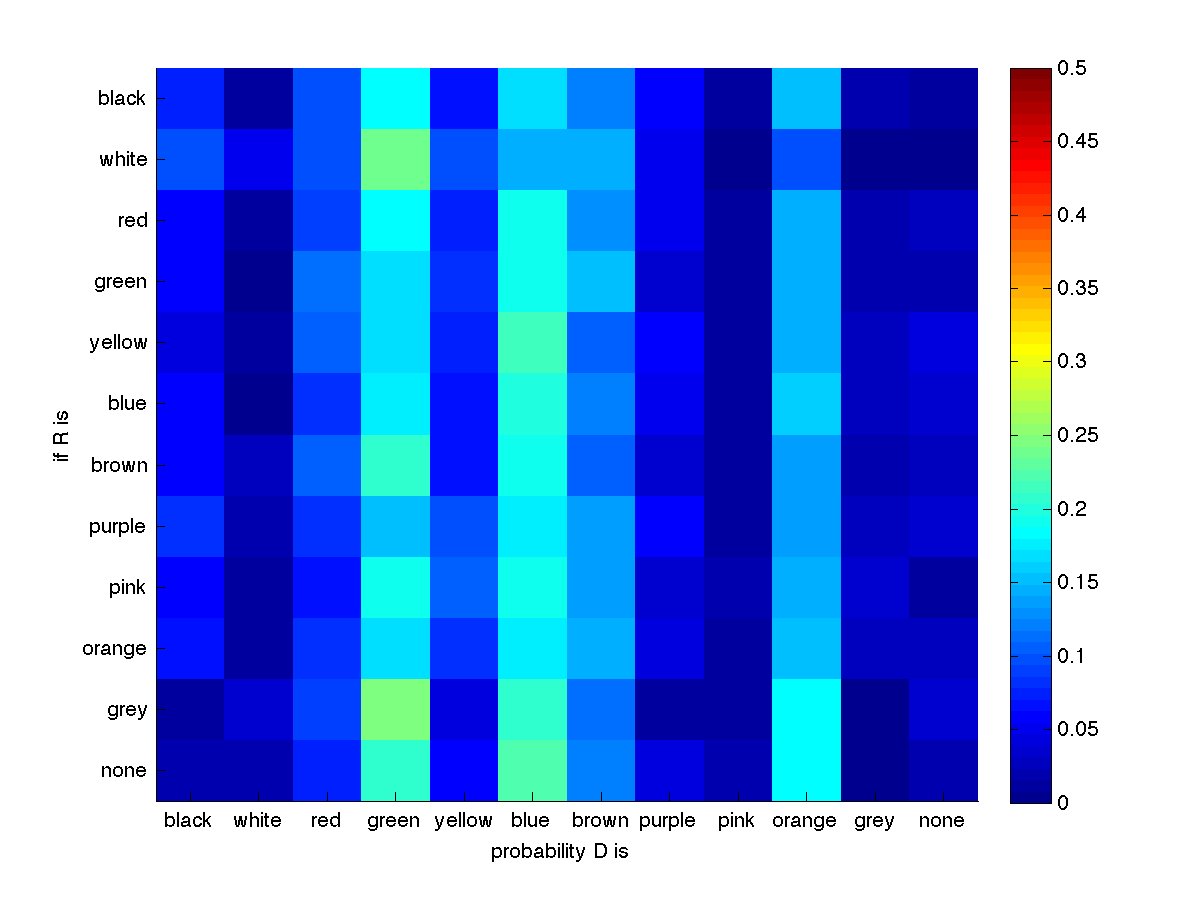 black
white
red
green
yellow
blue
brown
purple
pink
orange
grey
none
if R is
black white red green yellow blue brown purple pink orange grey none
probability D is
0.5
0.45
0.4
0.35
0.3
0.25
0.2
0.15
0.1
0.05
0